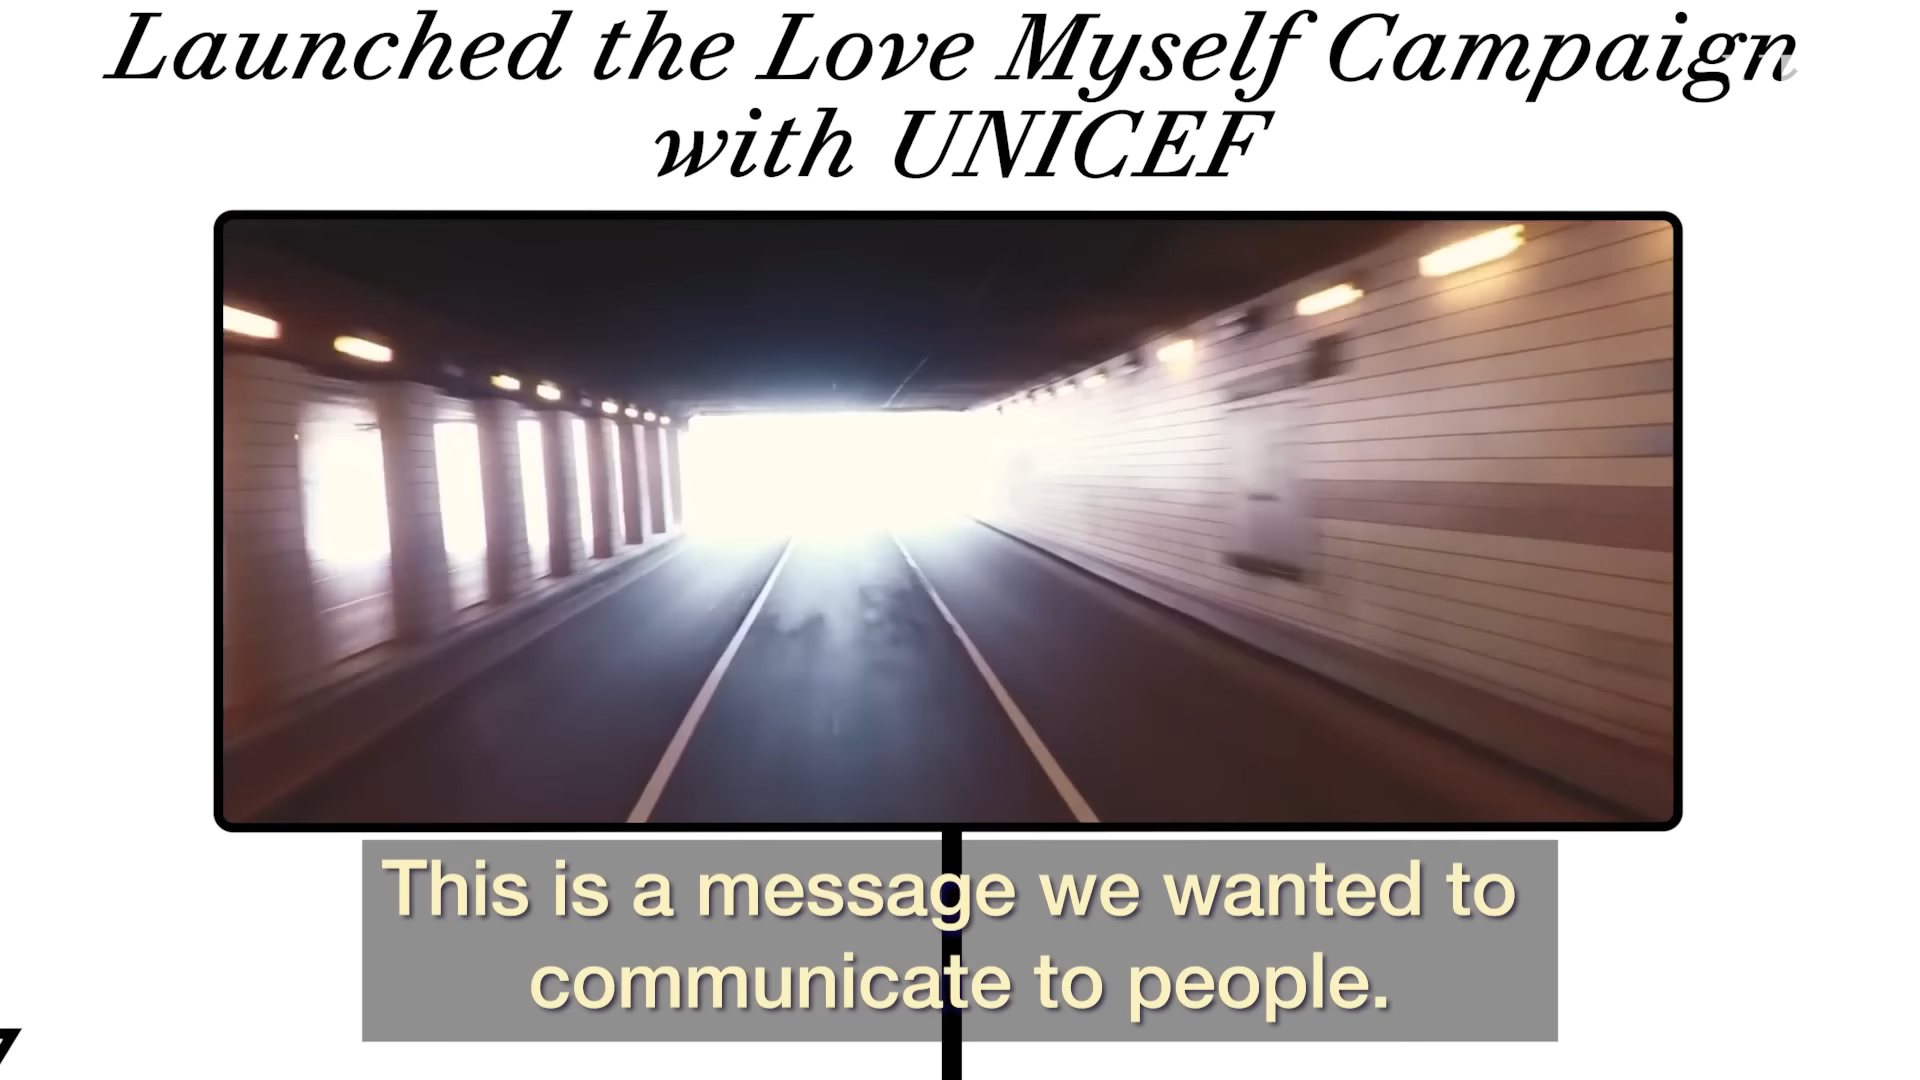 Launched the Love Myself Campaign
with UNICEF
This is a message we wanted to
communicate to people.